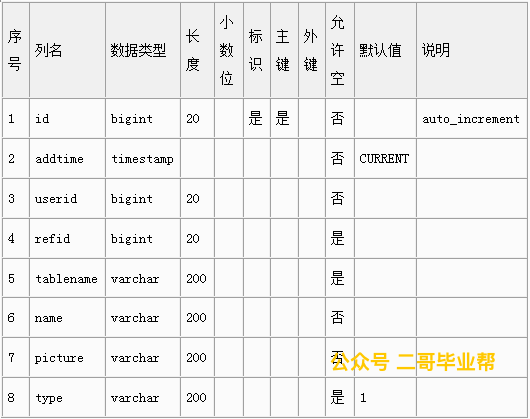 序号 列名 数据类型 长度 小数位 标识 主键 外键 允许空 默认值 说明
1 id bigint 20 是 是 否 auto_increment
2 addtime timestamp 否 CURRENT
3 userid bigint 20 否
4 refid bigint 20 是
5 tablename varchar 200 是
6 name varchar 200 否
7 picture varchar 200 否
公众号 二哥毕业帮
8 type varchar 200 是 1